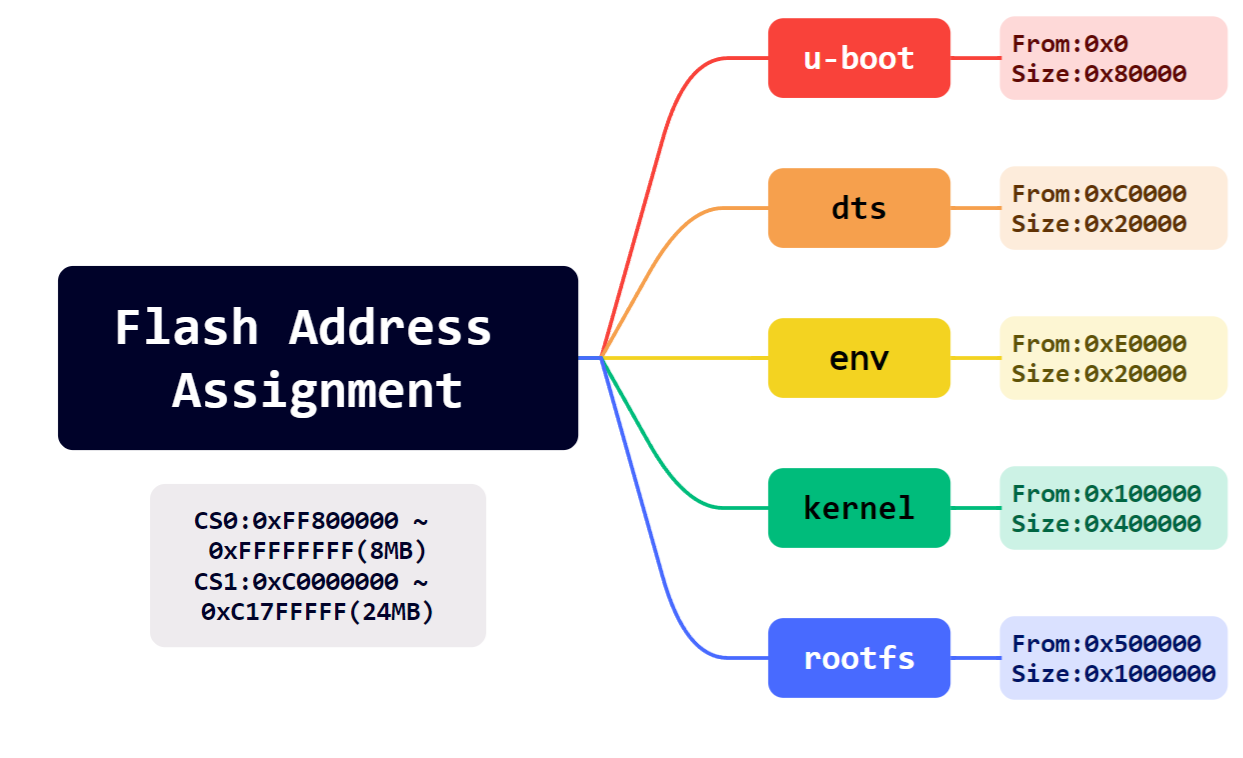 Flash Address
Assignment
CS0:0xFF800000 ~
0xFFFFFFFF(8MB)
CS1:0xC0000000 ~
0xC17FFFFF(24MB)
u-boot
From:0x0
Size:0x80000
dts
From:0xC0000
Size:0x20000
env
From:0xE0000
Size:0x20000
kernel
From:0x100000
Size:0x400000
rootfs
From:0x500000
Size:0x1000000